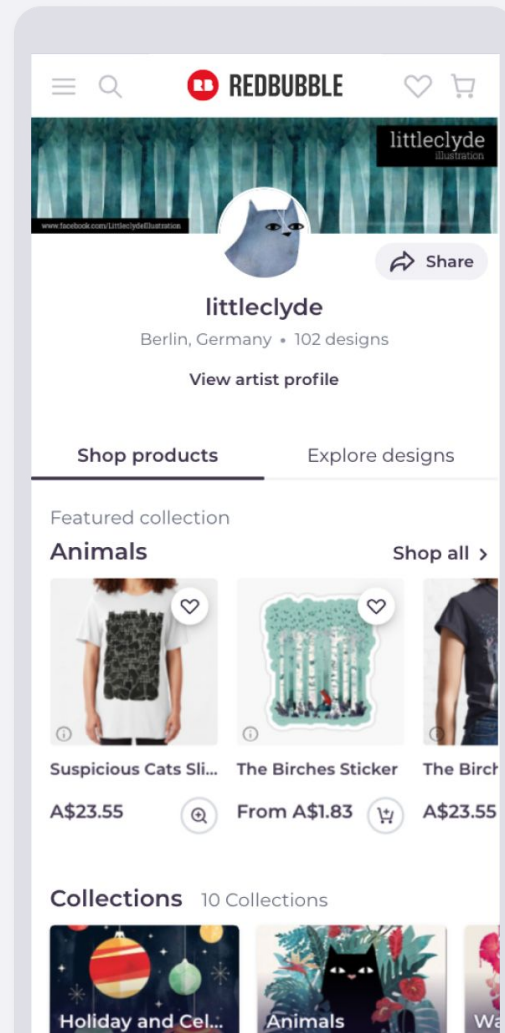 RB REDBUBBLE
littleclyde
illustration
www.facebook.com/LittleclydeIllustration
Share
littleclyde
Berlin, Germany • 102 designs
View artist profile
Shop products Explore designs
Featured collection
Animals Shop all >
Suspicious Cats Sli... The Birches Sticker The Birch
A$23.55 From A$1.83 A$23.55
Collections 10 Collections
Holiday and Cel... Animals Wa